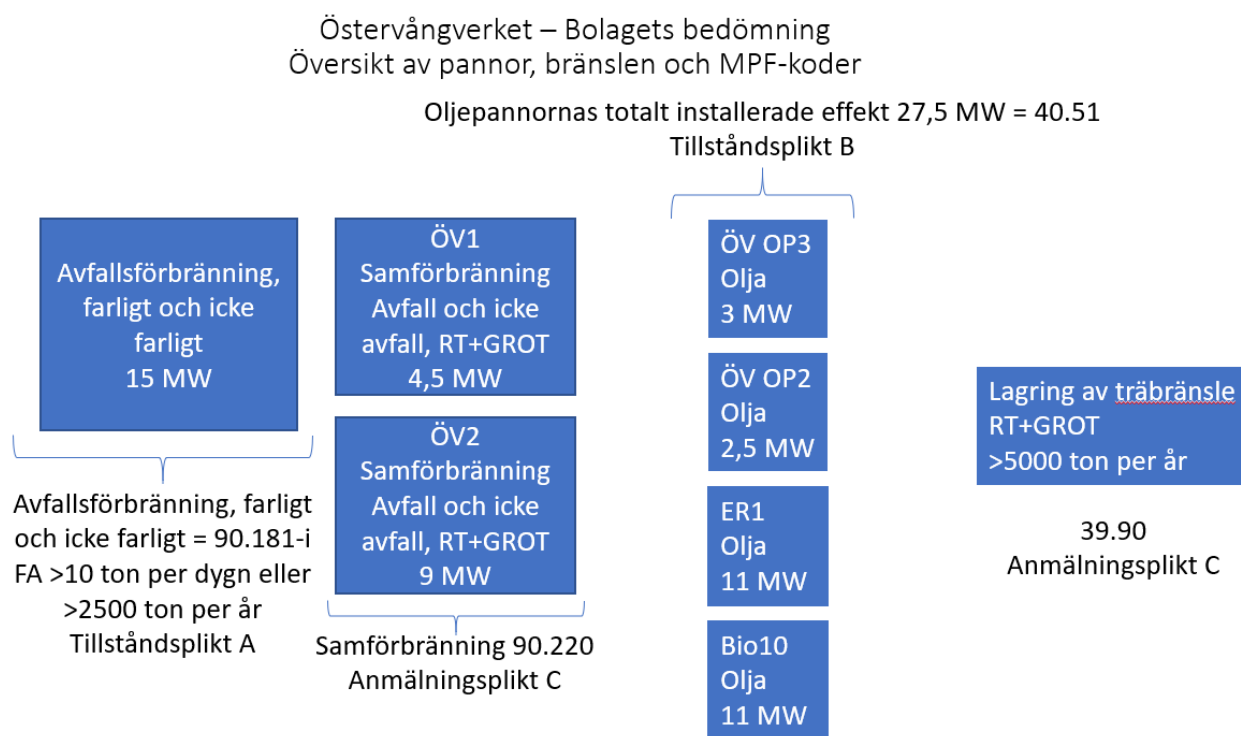 Östervångverket – Bolagets bedömning
Översikt av pannor, bränslen och MPF-koder
Oljepannornas totalt installerade effekt 27,5 MW = 40.51
Tillståndsplikt B
Avfallsförbränning,
farligt och icke
farligt
15 MW
Avfallsförbränning, farligt
och icke farligt = 90.181-i
FA >10 ton per dygn eller
>2500 ton per år
Tillståndsplikt A
ÖV1
Samförbränning
Avfall och icke
avfall, RT+GROT
4,5 MW
ÖV2
Samförbränning
Avfall och icke
avfall, RT+GROT
9 MW
Samförbränning 90.220
Anmälningsplikt C
ÖV OP3
Olja
3 MW
ÖV OP2
Olja
2,5 MW
ER1
Olja
11 MW
Bio10
Olja
11 MW
Lagring av träbränsle
RT+GROT
>5000 ton per år
39.90
Anmälningsplikt C